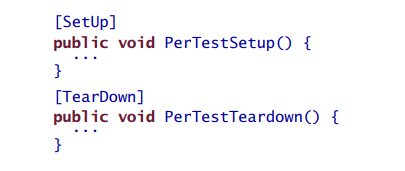 [SetUp]
public void PerTestSetup() {
...
}
[TearDown]
public void PerTestTeardown() {
...
}